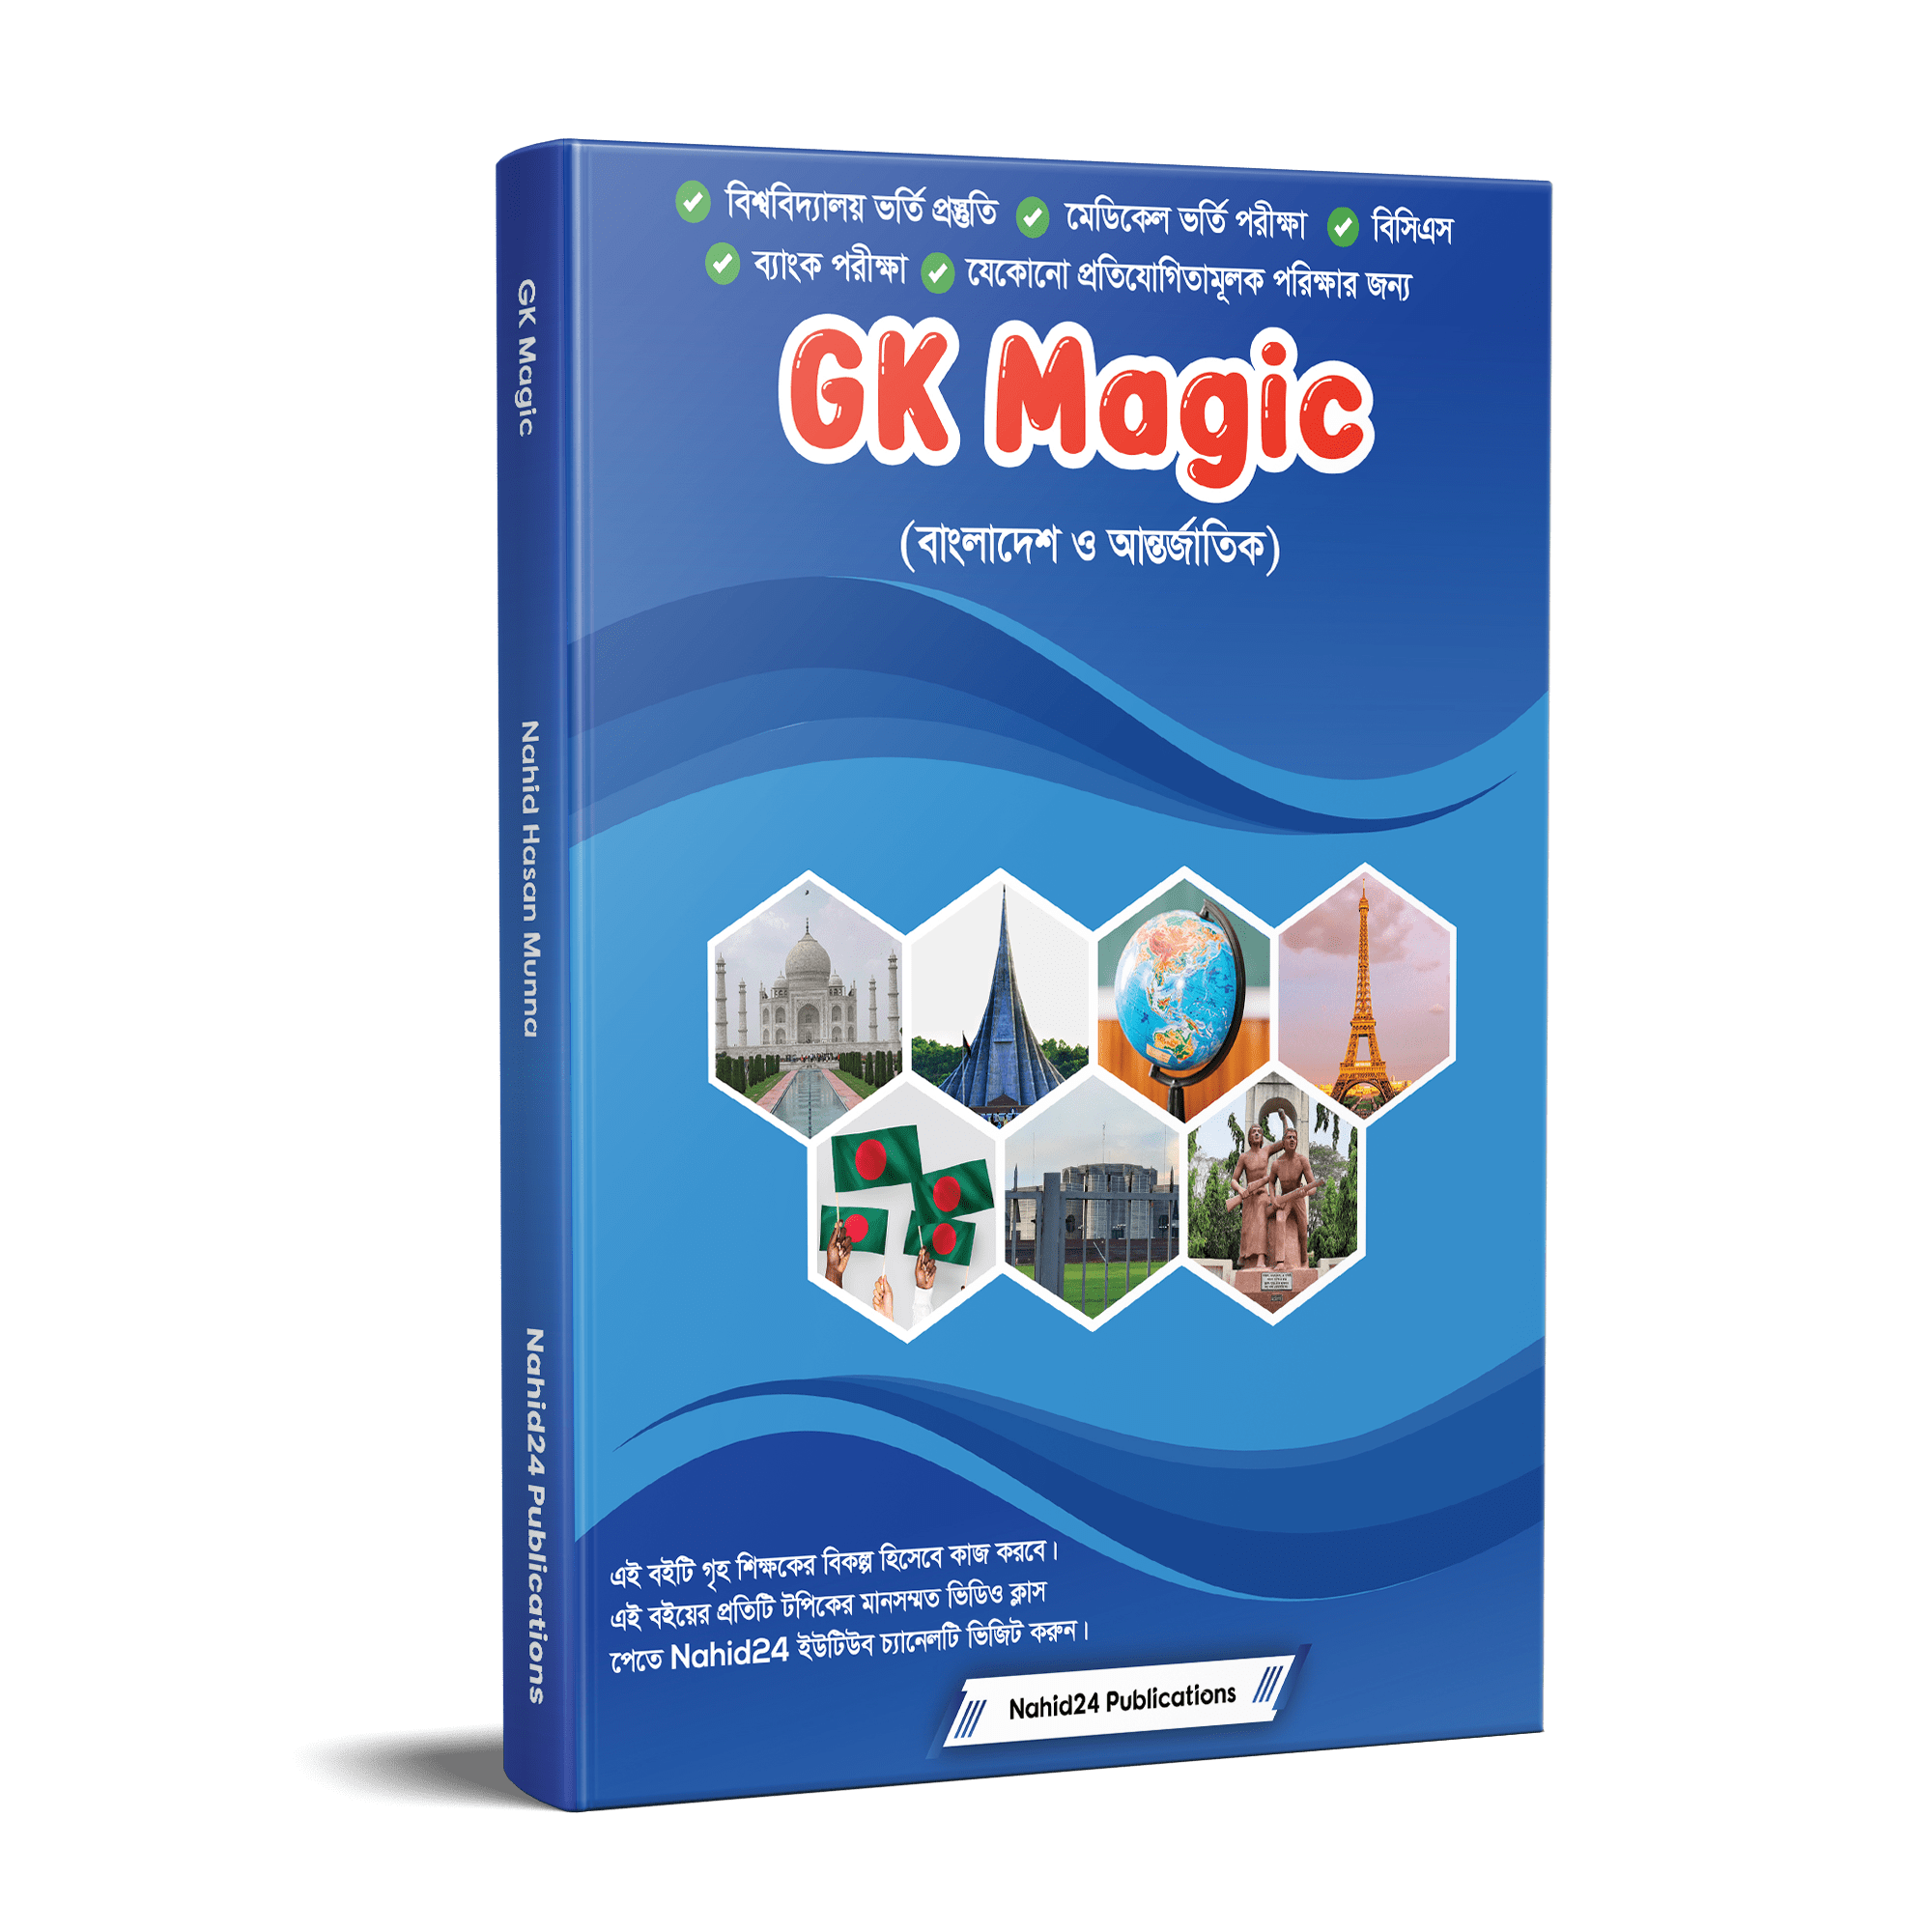 বিশ্ববিদ্যালয় ভর্তি প্রস্তুতি মেডিকেল ভর্তি পরীক্ষা বিসিএস
ব্যাংক পরীক্ষা যেকোনো প্রতিযোগিতামূলক পরিক্ষার জন্য
GK Magic
(বাংলাদেশ ও আন্তর্জাতিক)
এই বইটি গৃহ শিক্ষকের বিকল্প হিসেবে কাজ করবে।
এই বইয়ের প্রতিটি টপিকের মানসম্মত ভিডিও ক্লাস
পেতে Nahid24 ইউটিউব চ্যানেলটি ভিজিট করুন।
Nahid24 Publications
GK Magic
Nahid Hasan Munna
Nahid24 Publications